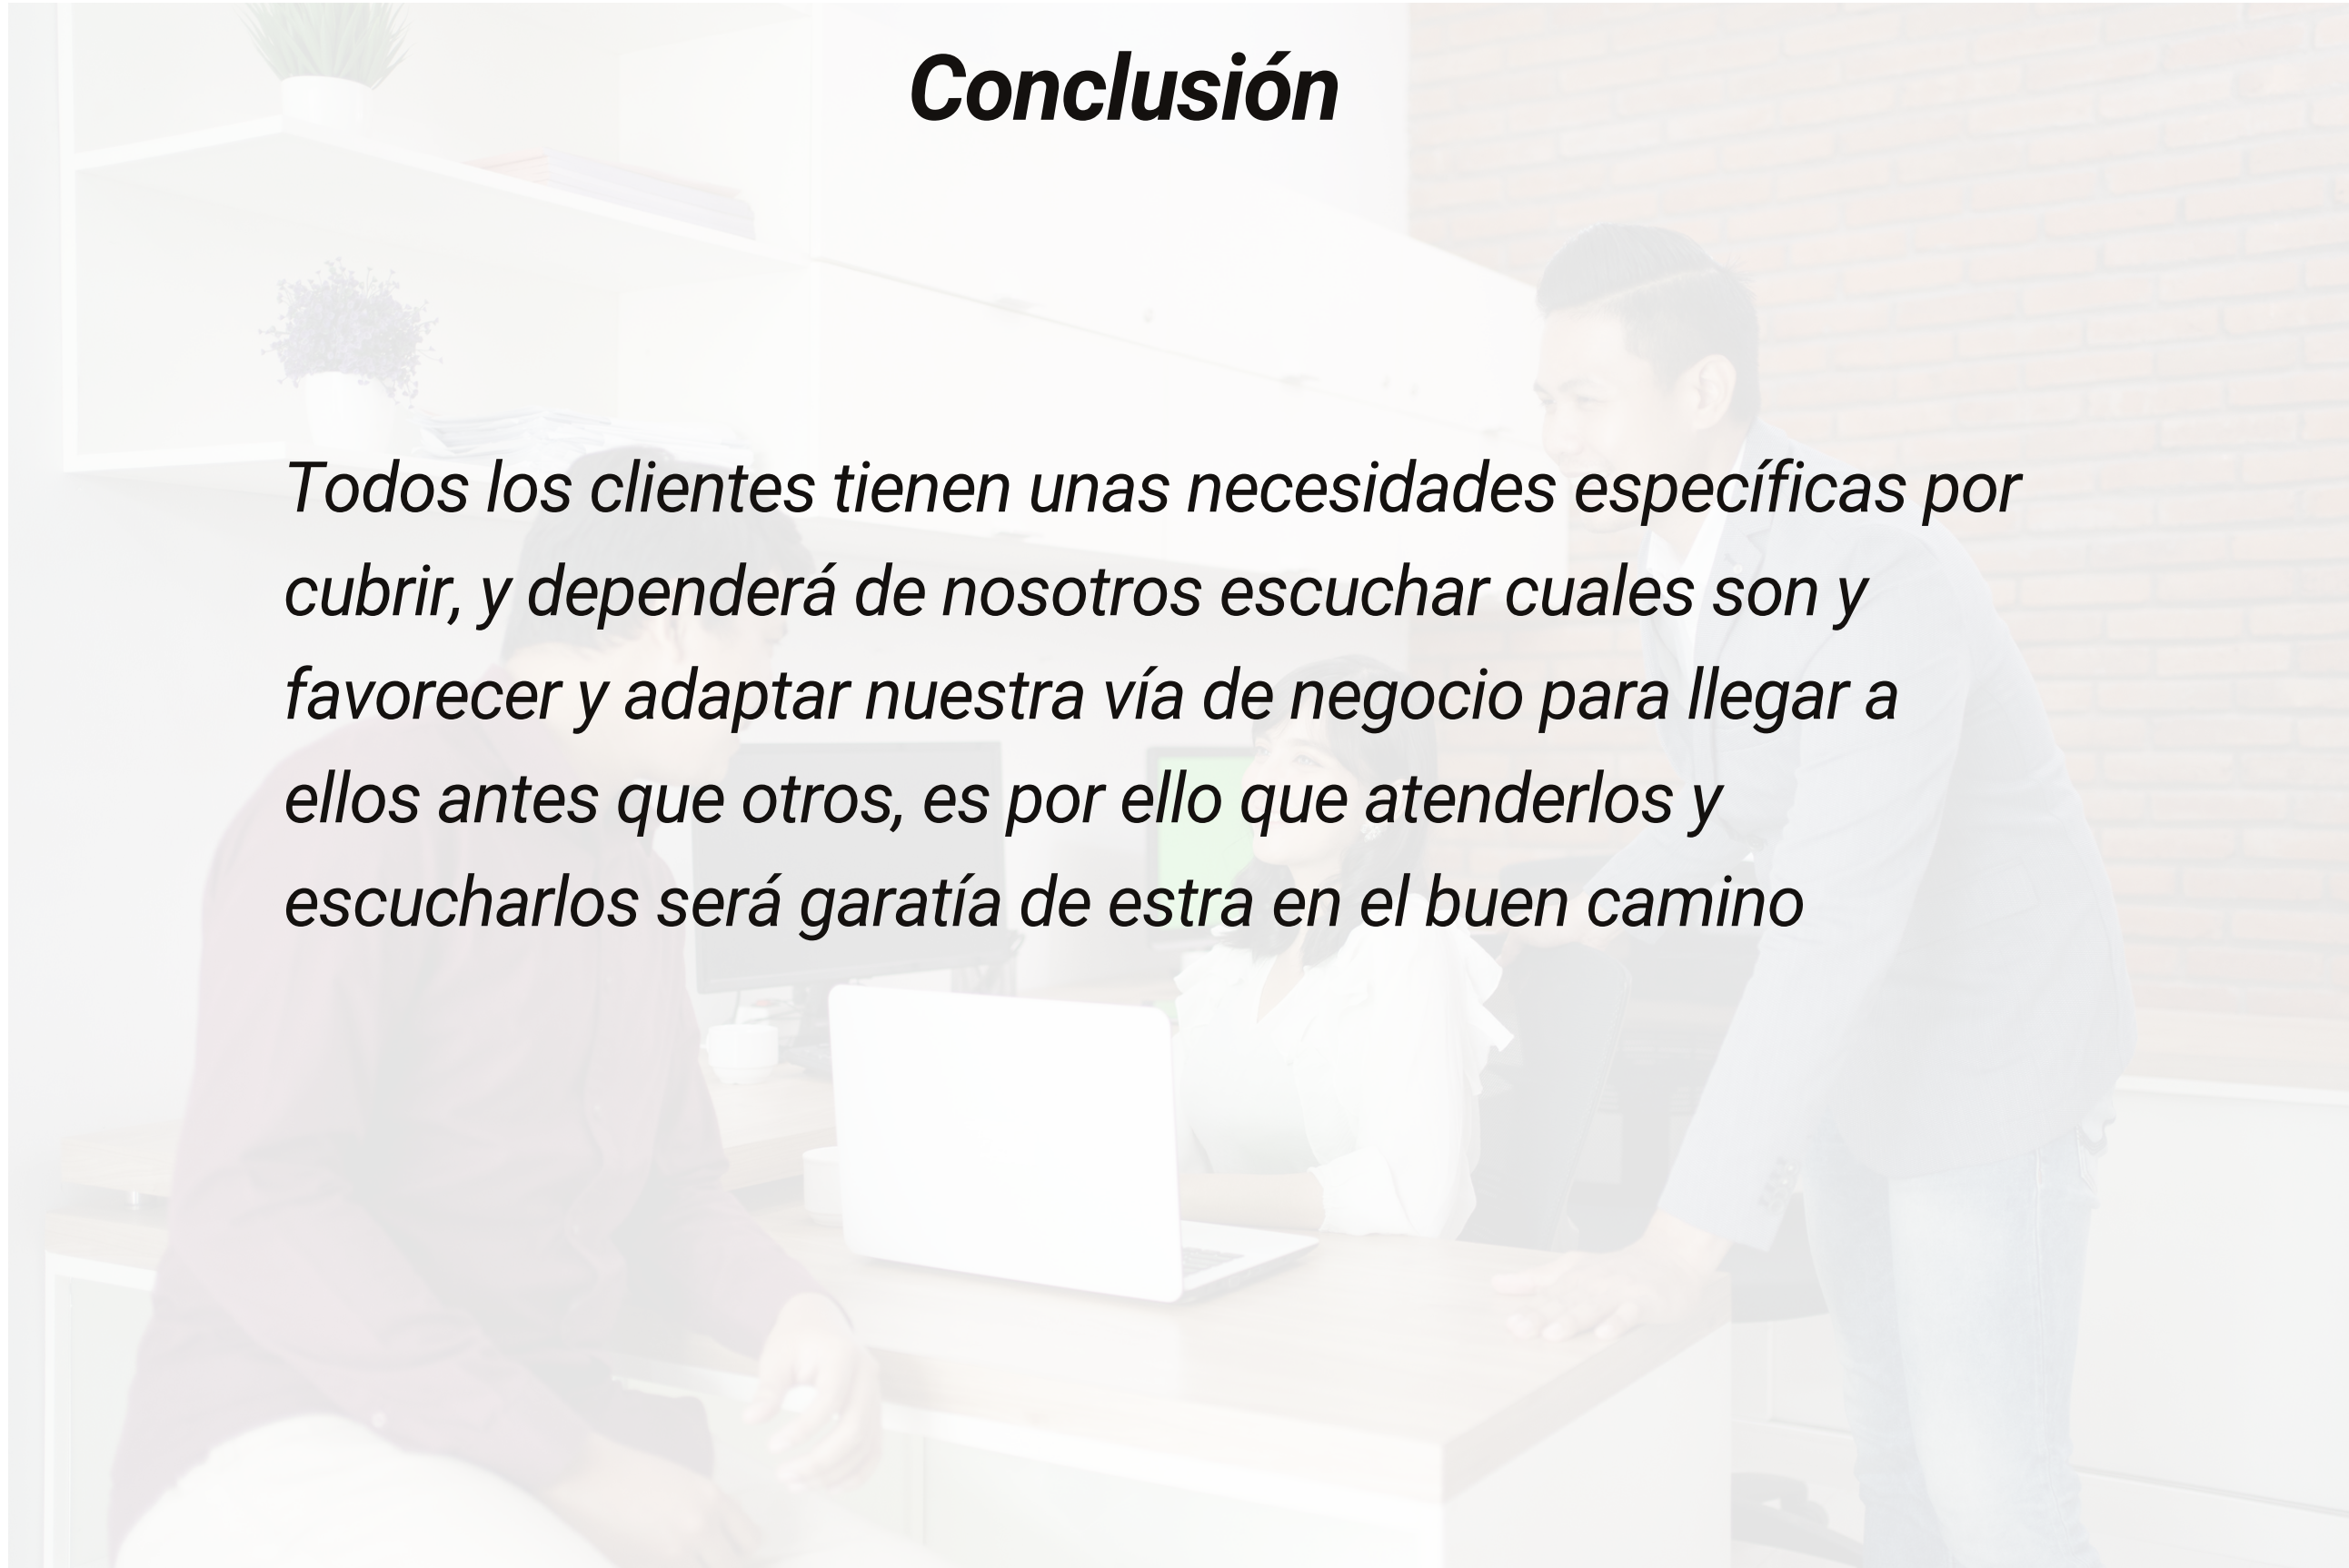 Conclusión
Todos los clientes tienen unas necesidades específicas por
cubrir, y dependerá de nosotros escuchar cuales son y
favorecer y adaptar nuestra vía de negocio para llegar a
ellos antes que otros, es por ello que atenderlos y
escucharlos será garatía de estra en el buen camino